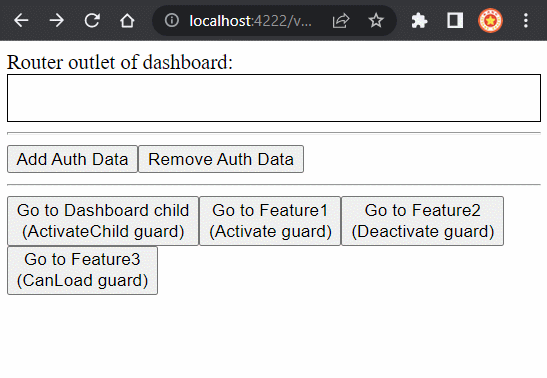 localhost:4222/v...
Router outlet of dashboard:
Add Auth Data Remove Auth Data
Go to Dashboard child Go to Feature1 Go to Feature2
(ActivateChild guard) (Activate guard) (Deactivate guard)
Go to Feature3
(CanLoad guard)